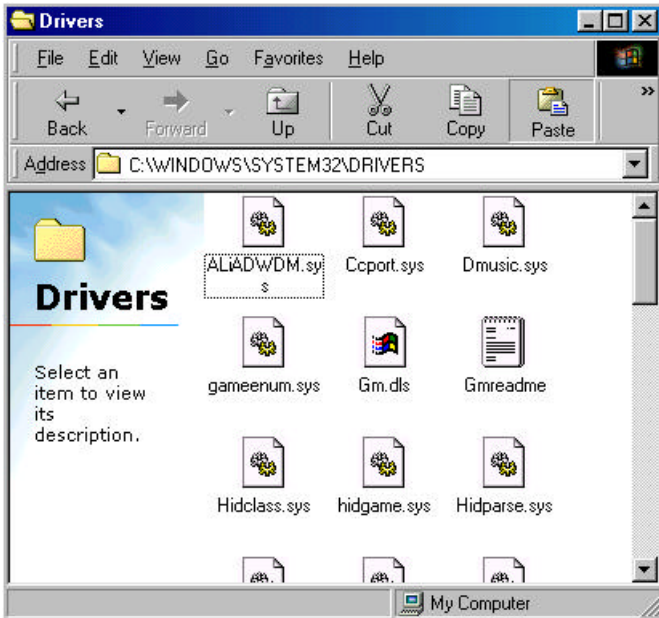 Drivers
File Edit View Go Favorites Help
Back Forward Up Cut Copy Paste »
Address C:\WINDOWS\SYSTEM32\DRIVERS
Drivers
Select an
item to view
its
description.
ALiADWDM.sy
s
Ccport.sys
Dmusic.sys
gameenum.sys
Gm.dls
Gmreadme
Hidclass.sys
hidgame.sys
Hidparse.sys
My Computer